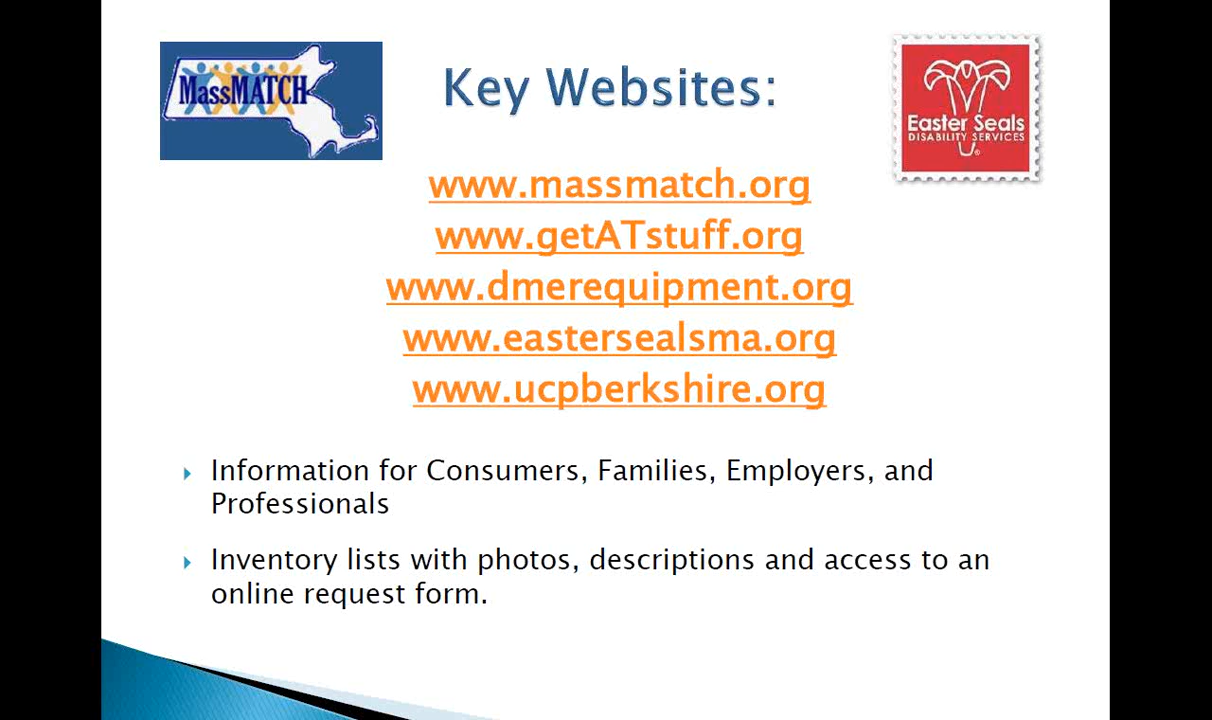 MassMATCH
Key Websites:
Easter Seals
DISABILITY SERVICES
®
www.massmatch.org
www.getATstuff.org
www.dmerequipment.org
www.eastersealsma.org
www.ucpberkshire.org
Information for Consumers, Families, Employers, and
Professionals
Inventory lists with photos, descriptions and access to an
online request form.